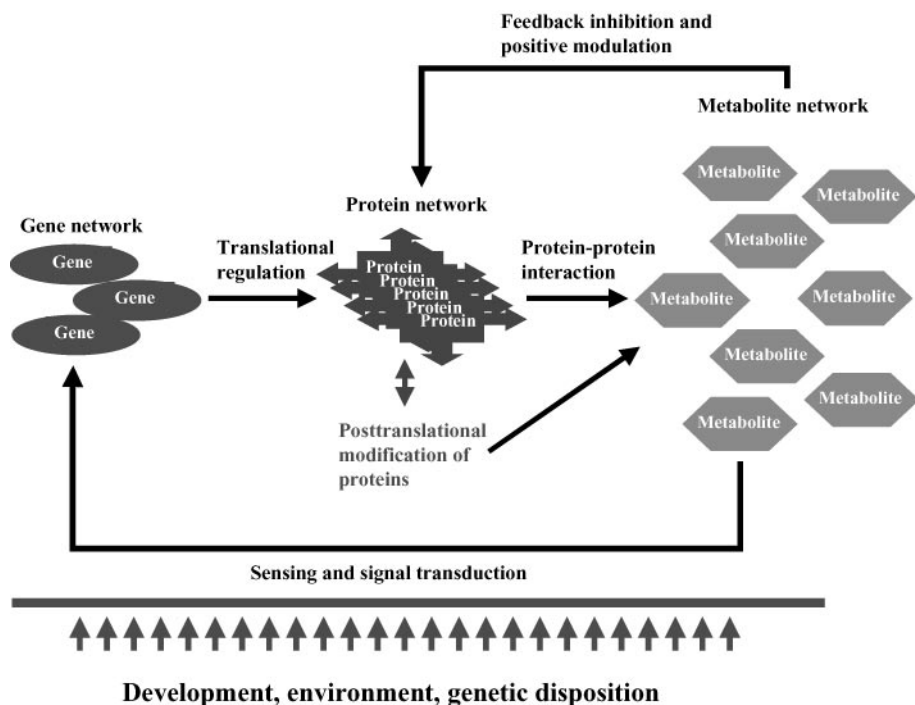 Feedback inhibition and
positive modulation
Metabolite network
Metabolite
Metabolite
Protein network
Gene network
Metabolite
Translational
regulation
Protein-protein
interaction
Gene
Protein
Protein
Protein
Protein
Protein
Gene
Metabolite
Metabolite
Gene
Metabolite
Metabolite
Metabolite
Posttranslational
modification of
proteins
Sensing and signal transduction
Development, environment, genetic disposition